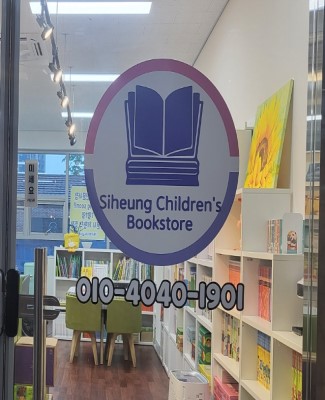 Siheung Children's
Bookstore
010-4040-1901